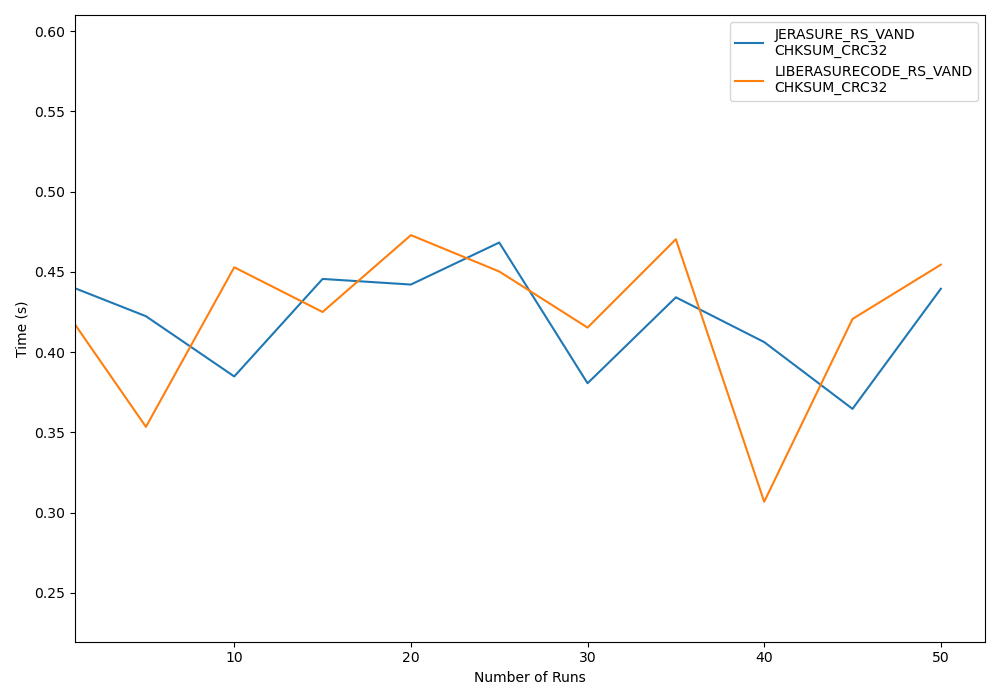 0.60
0.55
0.50
0.45
0.40
0.35
0.30
0.25
Time (s)
10
20
30
40
50
Number of Runs
JERASURE_RS_VAND
CHKSUM_CRC32
LIBERASURECODE_RS_VAND
CHKSUM_CRC32